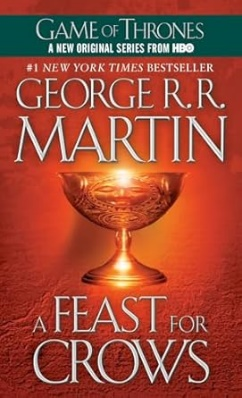 GAME OF THRONES
A NEW ORIGINAL SERIES FROM HBO
#1 NEW YORK TIMES BESTSELLER
GEORGE R. R.
MARTIN
A FEAST FOR
CROWS